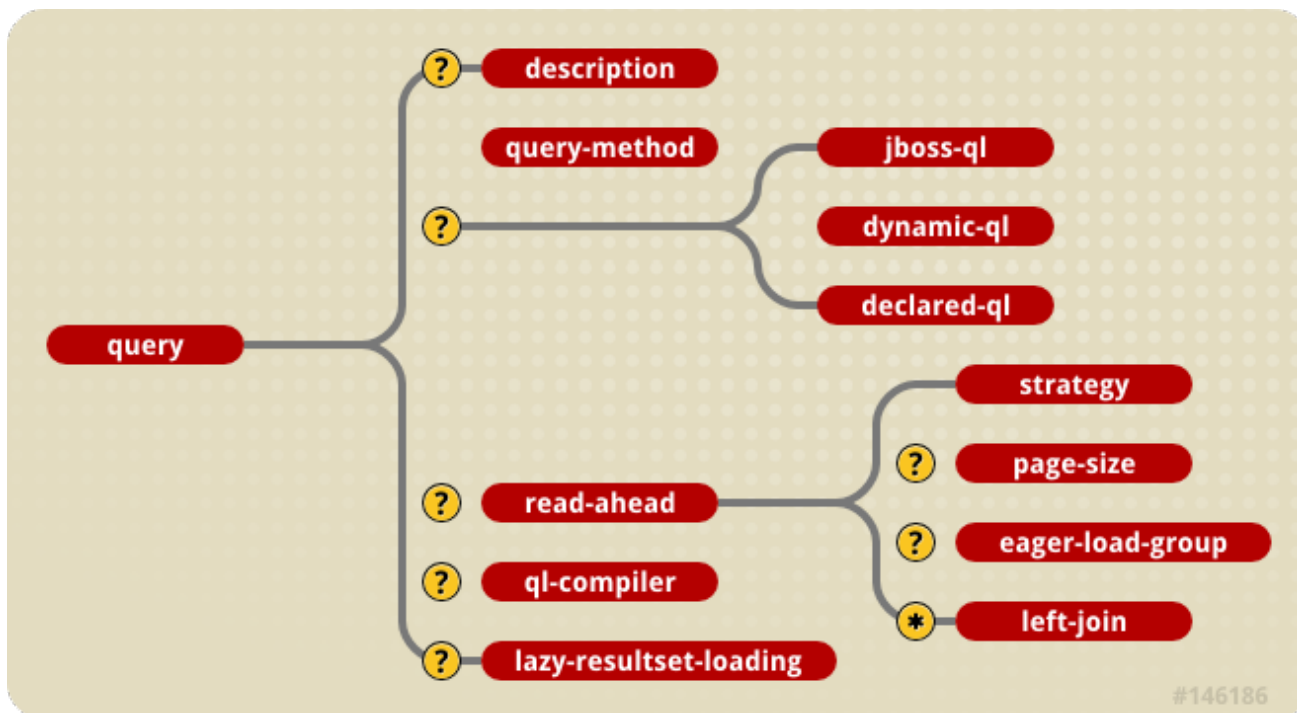 ?
description
query-method
jboss-ql
?
dynamic-ql
declared-ql
query
strategy
?
page-size
?
read-ahead
?
eager-load-group
?
ql-compiler
*
left-join
?
lazy-resultset-loading
#146186